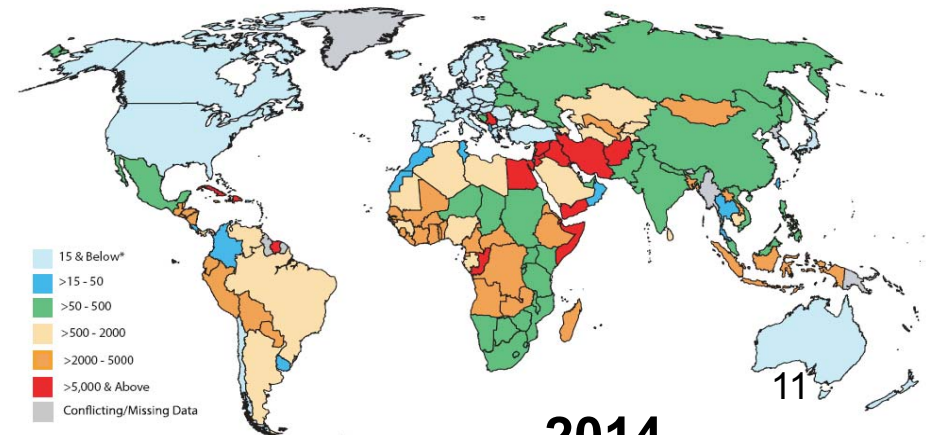 15 & Below*
>15 - 50
>50 - 500
>500 - 2000
>2000 - 5000
>5,000 & Above
Conflicting/Missing Data
11
2014